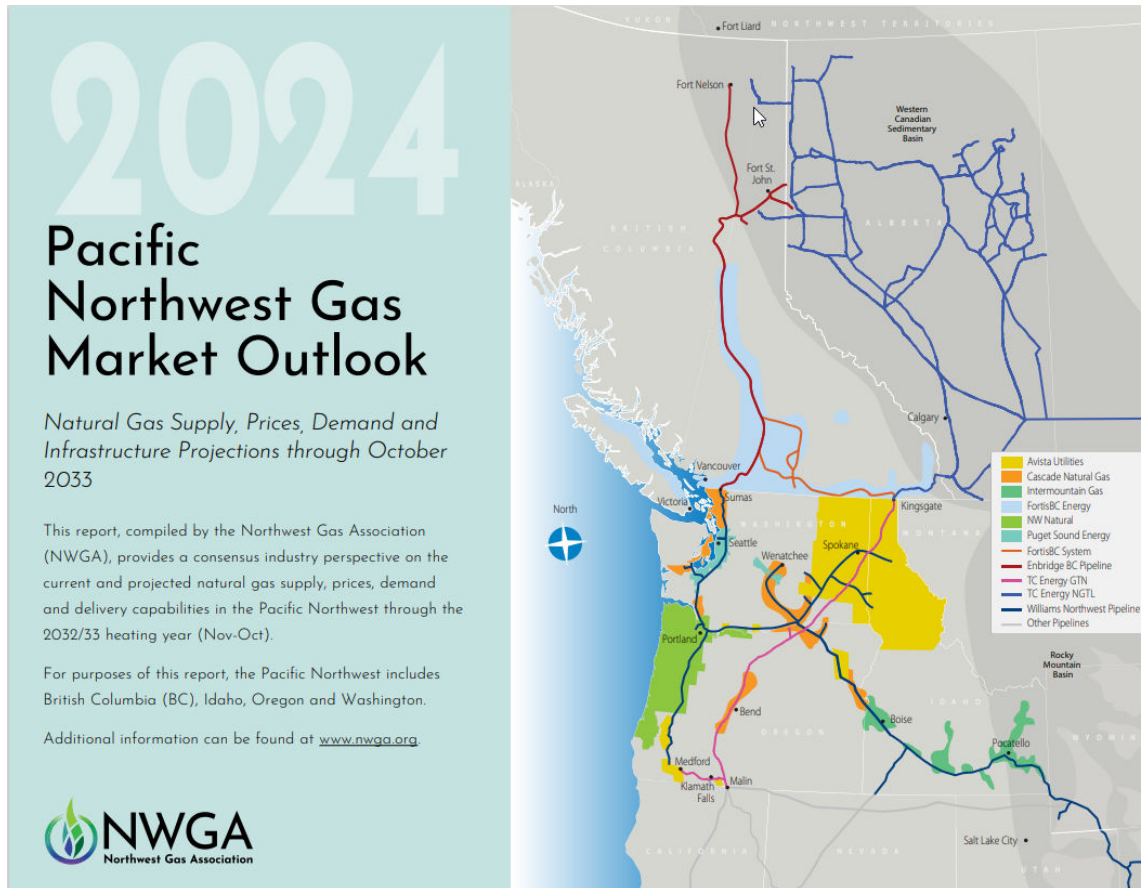 2024
Pacific
Northwest Gas
Market Outlook
Natural Gas Supply, Prices, Demand and
Infrastructure Projections through October
2033
This report, compiled by the Northwest Gas Association
(NWGA), provides a consensus industry perspective on the
current and projected natural gas supply, prices, demand
and delivery capabilities in the Pacific Northwest through the
2032/33 heating year (Nov-Oct).
For purposes of this report, the Pacific Northwest includes
British Columbia (BC), Idaho, Oregon and Washington.
Additional information can be found at www.nwga.org.
NWGA
Northwest Gas Association
YUKON
NORTHWEST TERRITORIES
Fort Liard
Fort Nelson
Western
Canadian
Sedimentary
Basin
Fort St.
John
ALASKA
BRITISH
COLUMBIA
ALBERTA
Calgary
Vancouver
Sumas
Victoria
Kingsgate
North
WASHINGTON
MONTANA
Seattle
Spokane
Wenatchee
Avista Utilities
Cascade Natural Gas
Intermountain Gas
FortisBC Energy
NW Natural
Puget Sound Energy
FortisBC System
Enbridge BC Pipeline
TC Energy GTN
TC Energy NGTL
Williams Northwest Pipeline
Other Pipelines
Portland
Rocky
Mountain
Basin
Bend
OREGON
IDAHO
Boise
Pocatello
WYOMING
Medford
Klamath
Falls
Malin
Salt Lake City
CALIFORNIA
NEVADA
UTAH